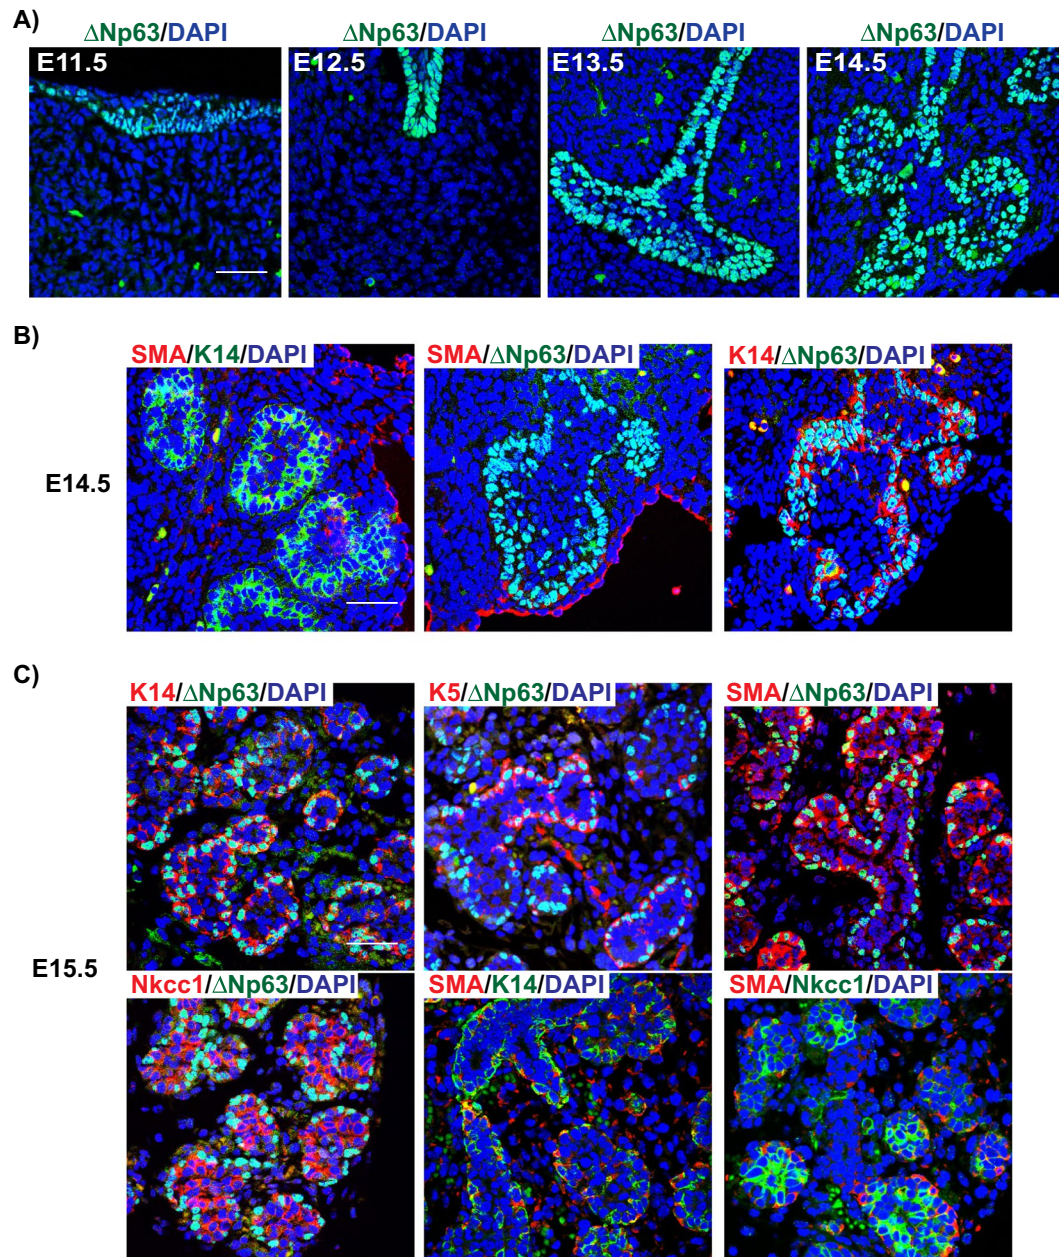 A)
ΔNp63/DAPI ΔNp63/DAPI ΔNp63/DAPI ΔNp63/DAPI
E11.5 E12.5 E13.5 E14.5
B)
SMA/K14/DAPI SMA/ΔNp63/DAPI K14/ΔNp63/DAPI
E14.5
C)
K14/ΔNp63/DAPI K5/ΔNp63/DAPI SMA/ΔNp63/DAPI
E15.5
Nkcc1/ΔNp63/DAPI SMA/K14/DAPI SMA/Nkcc1/DAPI